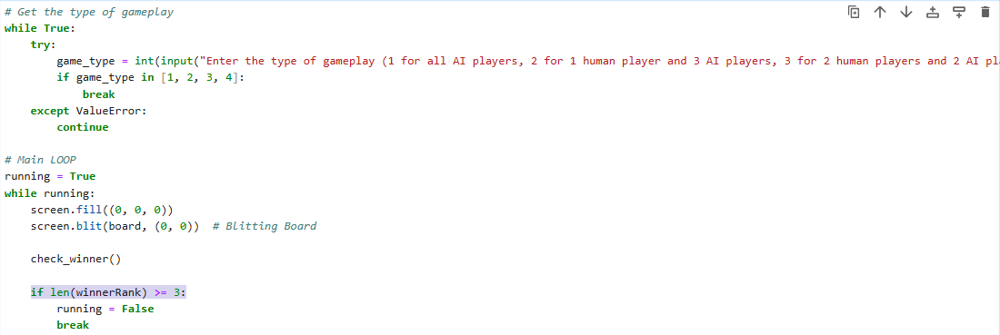 # Get the type of gameplay
while True:
    try:
        game_type = int(input("Enter the type of gameplay (1 for all AI players, 2 for 1 human player and 3 AI players, 3 for 2 human players and 2 AI
        if game_type in [1, 2, 3, 4]:
            break
    except ValueError:
        continue
# Main LOOP
running = True
while running:
    screen.fill((0, 0, 0))
    screen.blit(board, (0, 0))  # Blitting Board
    check_winner()
    if len(winnerRank) >= 3:
        running = False
        break